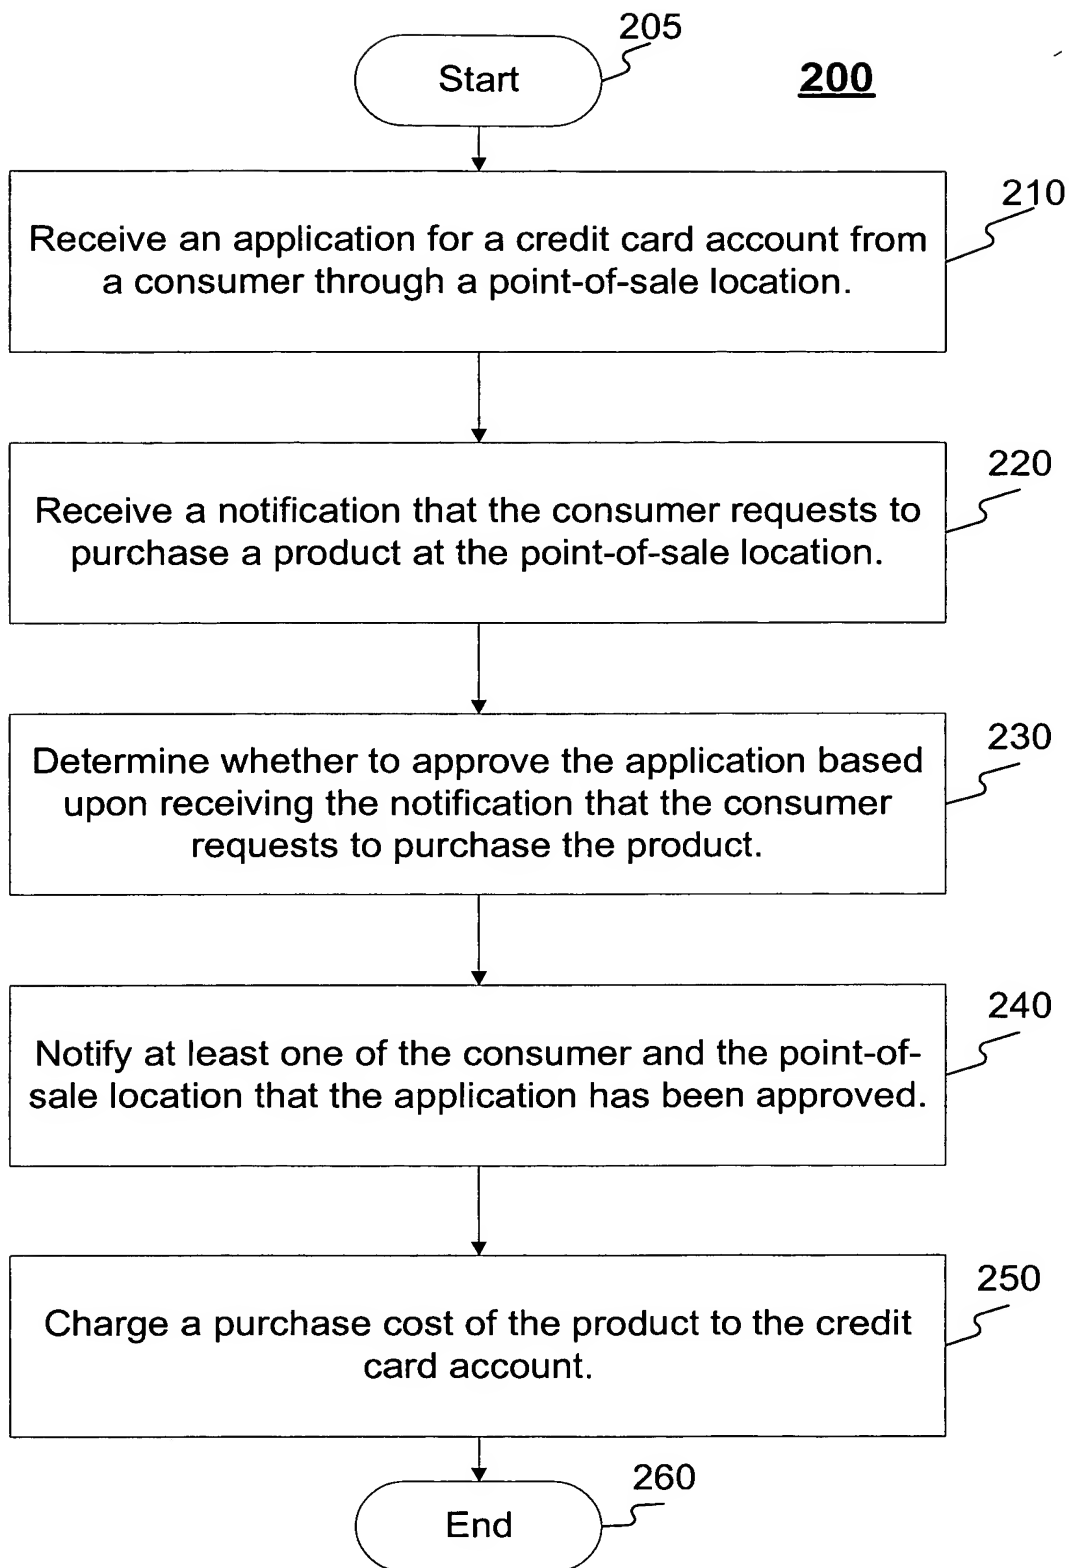 205
Start
200
210
Receive an application for a credit card account from
a consumer through a point-of-sale location.
220
Receive a notification that the consumer requests to
purchase a product at the point-of-sale location.
230
Determine whether to approve the application based
upon receiving the notification that the consumer
requests to purchase the product.
240
Notify at least one of the consumer and the point-of-
sale location that the application has been approved.
250
Charge a purchase cost of the product to the credit
card account.
260
End